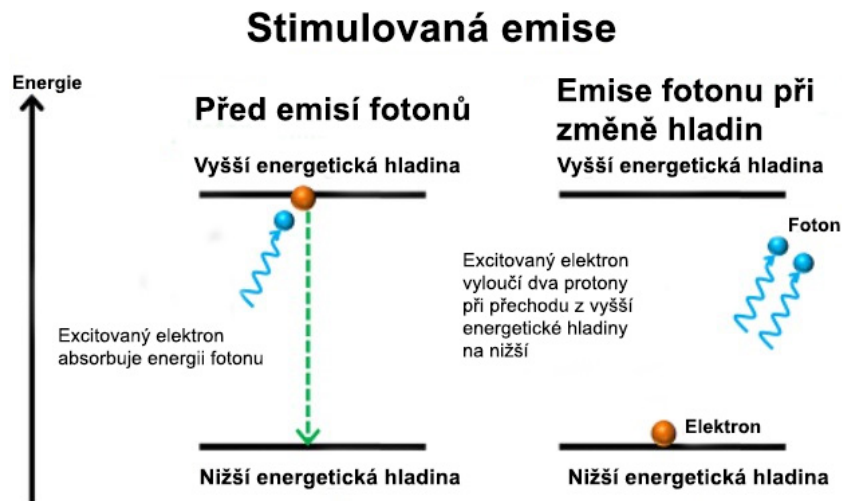 Stimulovaná emise
Energie
Před emisí fotonů
Vyšší energetická hladina
Excitovaný elektron
absorbuje energii fotonu
Nižší energetická hladina
Emise fotonu při
změně hladin
Vyšší energetická hladina
Foton
Excitovaný elektron
vyloučí dva protony
při přechodu z vyšší
energetické hladiny
na nižší
Elektron
Nižší energetická hladina